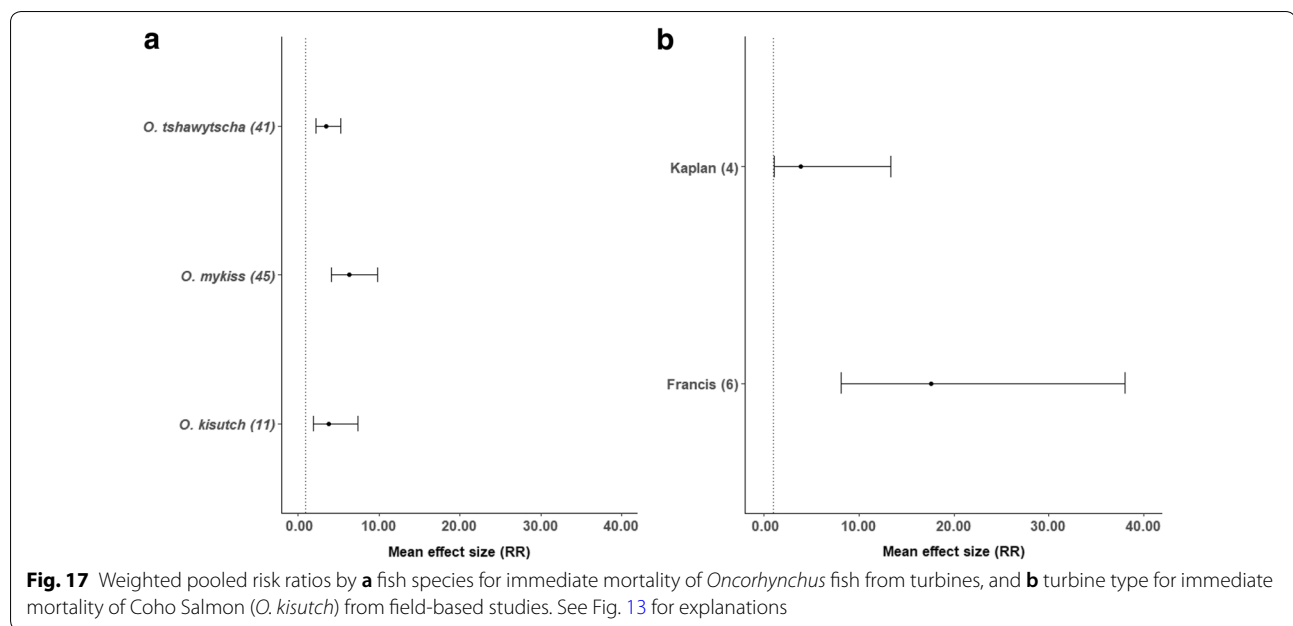 a
O. tshawytscha (41)
O. mykiss (45)
O. kisutch (11)
0.00 10.00 20.00 30.00 40.00
Mean effect size (RR)
b
Kaplan (4)
Francis (6)
0.00 10.00 20.00 30.00 40.00
Mean effect size (RR)
Fig. 17 Weighted pooled risk ratios by a fish species for immediate mortality of Oncorhynchus fish from turbines, and b turbine type for immediate
mortality of Coho Salmon (O. kisutch) from field-based studies. See Fig. 13 for explanations